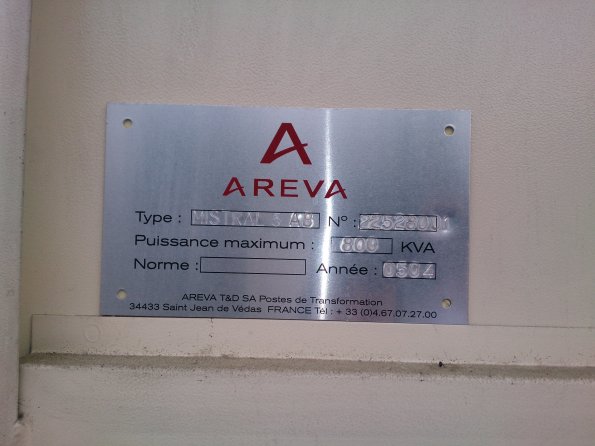 AREVA
Type : MISTRAL S AB N° :
Puissance maximum : 800 KVA
Norme : Année : 0504
AREVA T&D SA Postes de Transformation
34433 Saint Jean de Védas FRANCE Tél : + 33 (0)4.67.07.27.00